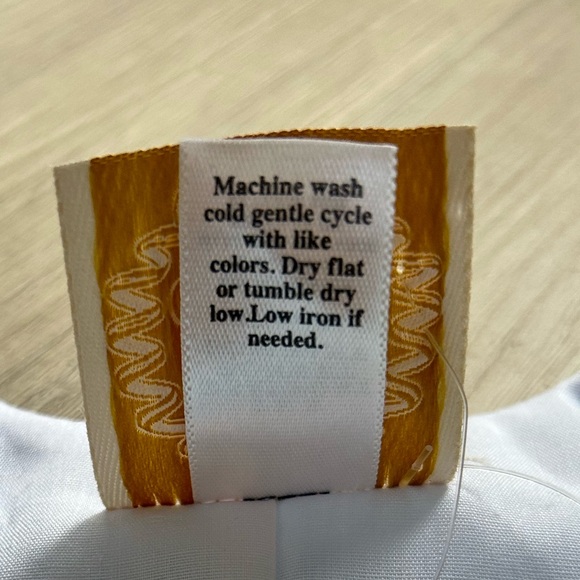 Machine wash
cold gentle cycle
with like
colors. Dry flat
or tumble dry
low.Low iron if
needed.